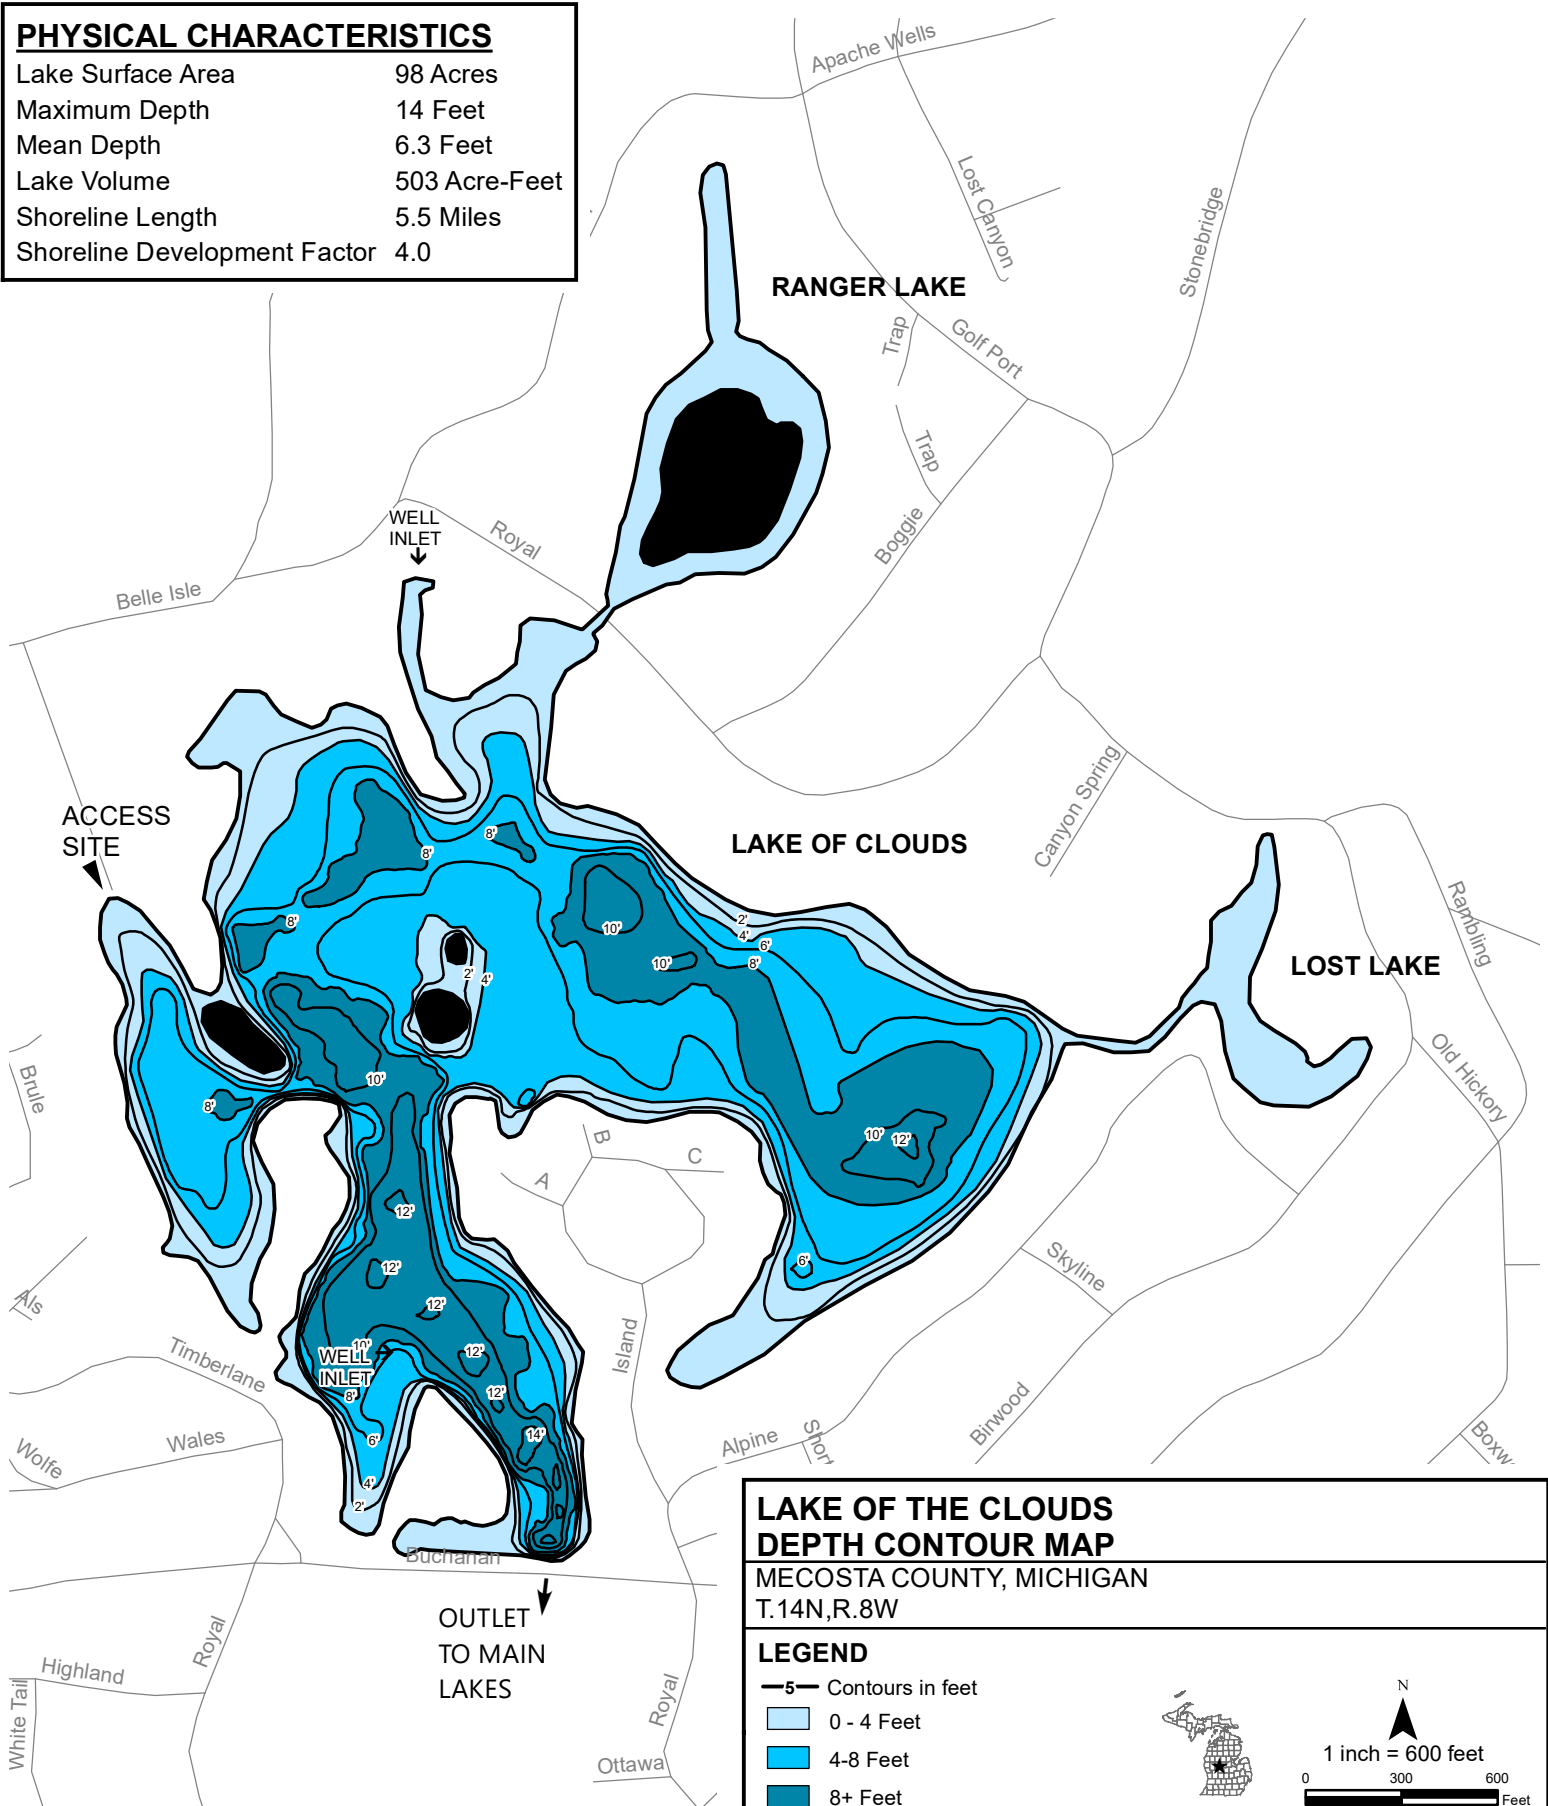 PHYSICAL CHARACTERISTICS
Lake Surface Area 98 Acres
Maximum Depth 14 Feet
Mean Depth 6.3 Feet
Lake Volume 503 Acre-Feet
Shoreline Length 5.5 Miles
Shoreline Development Factor 4.0
Apache Wells
Lost Canyon
Stonebridge
RANGER LAKE
Trap
Golf Port
Trap
Boggie
WELL
INLET
Royal
Belle Isle
Canyon Spring
ACCESS
SITE
LAKE OF CLOUDS
8'
8'
Rambling
8'
2'
10'
4'
6'
10'
8'
2'
4'
LOST LAKE
Old Hickory
Brule
10'
8'
B
C
A
10'
12'
12'
Skyline
6'
12'
Als
12'
Island
Timberlane
10'
WELL
INLET
12'
8'
12'
Birwood
Wolfe
Wales
6'
14'
Alpine
Short
Boxw
4'
2'
Buchanan
OUTLET
TO MAIN
LAKES
Royal
Highland
White Tail
Royal
Ottawa
LAKE OF THE CLOUDS
DEPTH CONTOUR MAP
MECOSTA COUNTY, MICHIGAN
T.14N,R.8W
LEGEND
5 Contours in feet
0 - 4 Feet
4-8 Feet
8+ Feet
N
1 inch = 600 feet
0 300 600
Feet